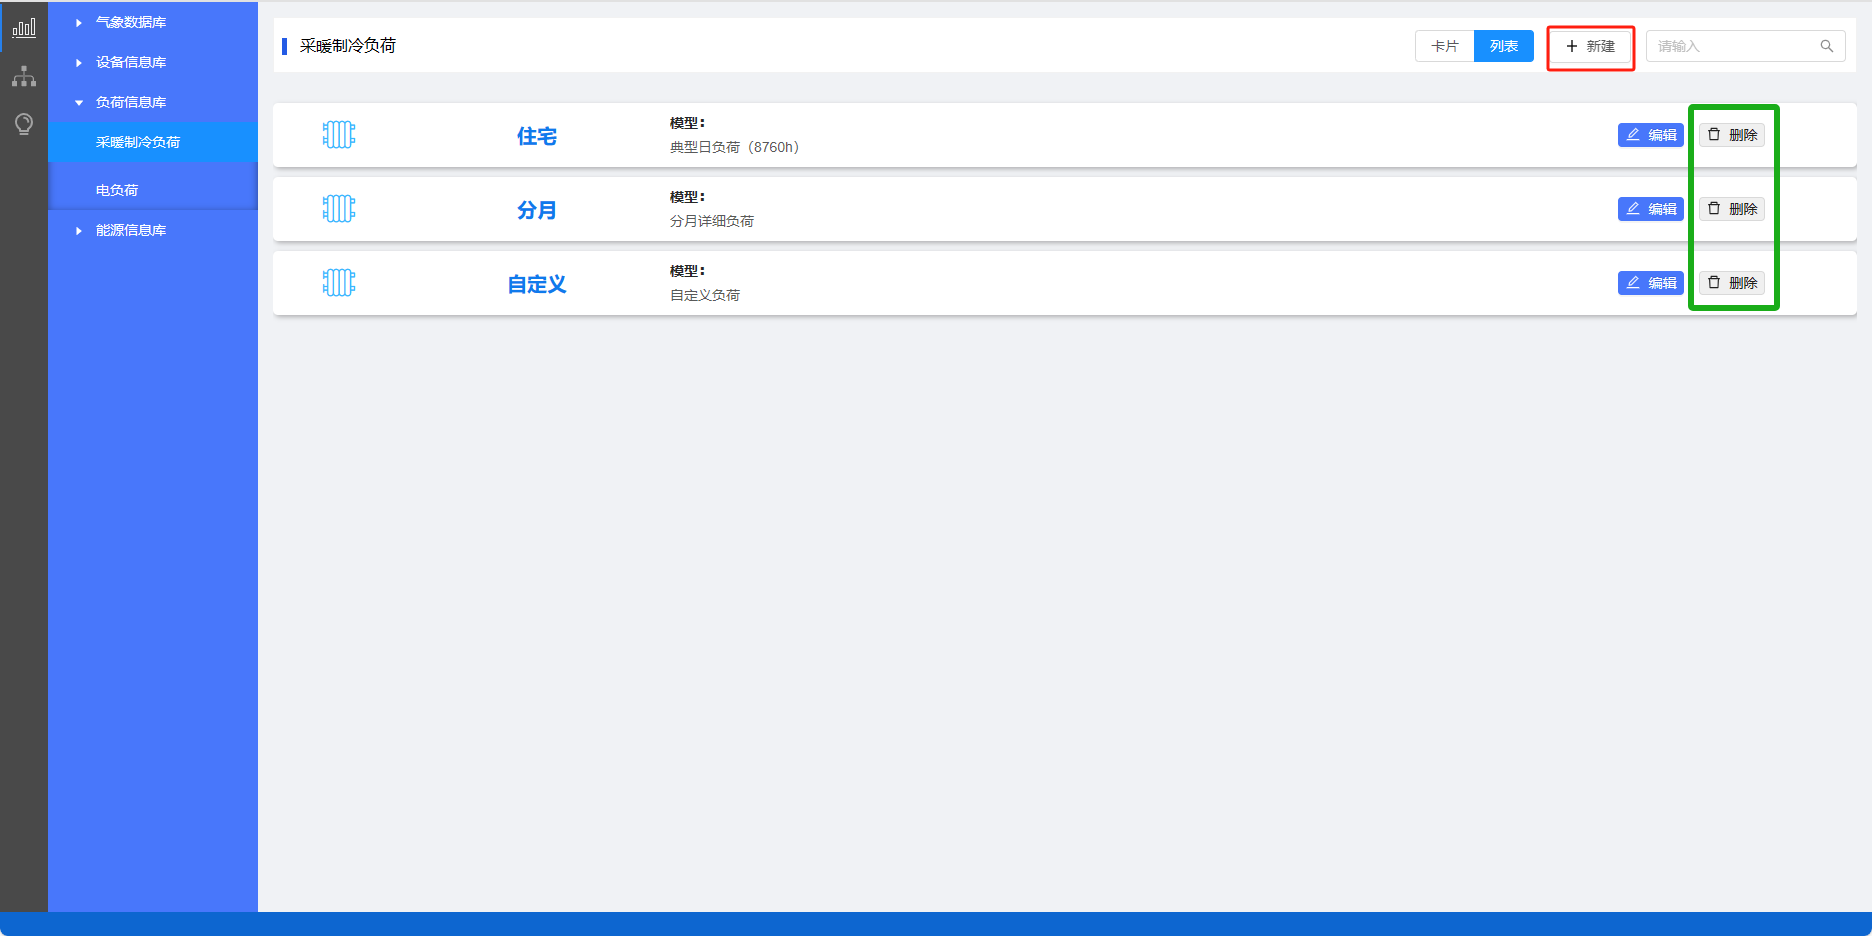 气象数据库
设备信息库
负荷信息库
采暖制冷负荷
电负荷
能源信息库
采暖制冷负荷
卡片
列表
新建
请输入
住宅
模型：
典型日负荷（8760h）
编辑
删除
分月
模型：
分月详细负荷
编辑
删除
自定义
模型：
自定义负荷
编辑
删除